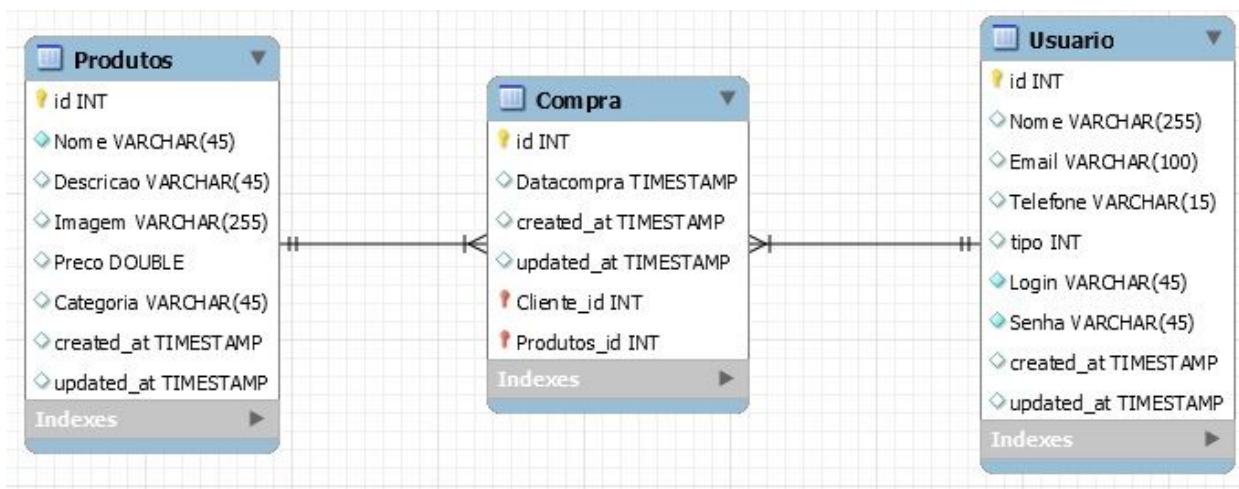 Produtos
id INT
Nome VARCHAR(45)
Descricao VARCHAR(45)
Imagem VARCHAR(255)
Preco DOUBLE
Categoria VARCHAR(45)
created_at TIMESTAMP
updated_at TIMESTAMP
Indexes
Compra
id INT
Datacompra TIMESTAMP
created_at TIMESTAMP
updated_at TIMESTAMP
Cliente_id INT
Produtos_id INT
Indexes
Usuario
id INT
Nome VARCHAR(255)
Email VARCHAR(100)
Telefone VARCHAR(15)
tipo INT
Login VARCHAR(45)
Senha VARCHAR(45)
created_at TIMESTAMP
updated_at TIMESTAMP
Indexes